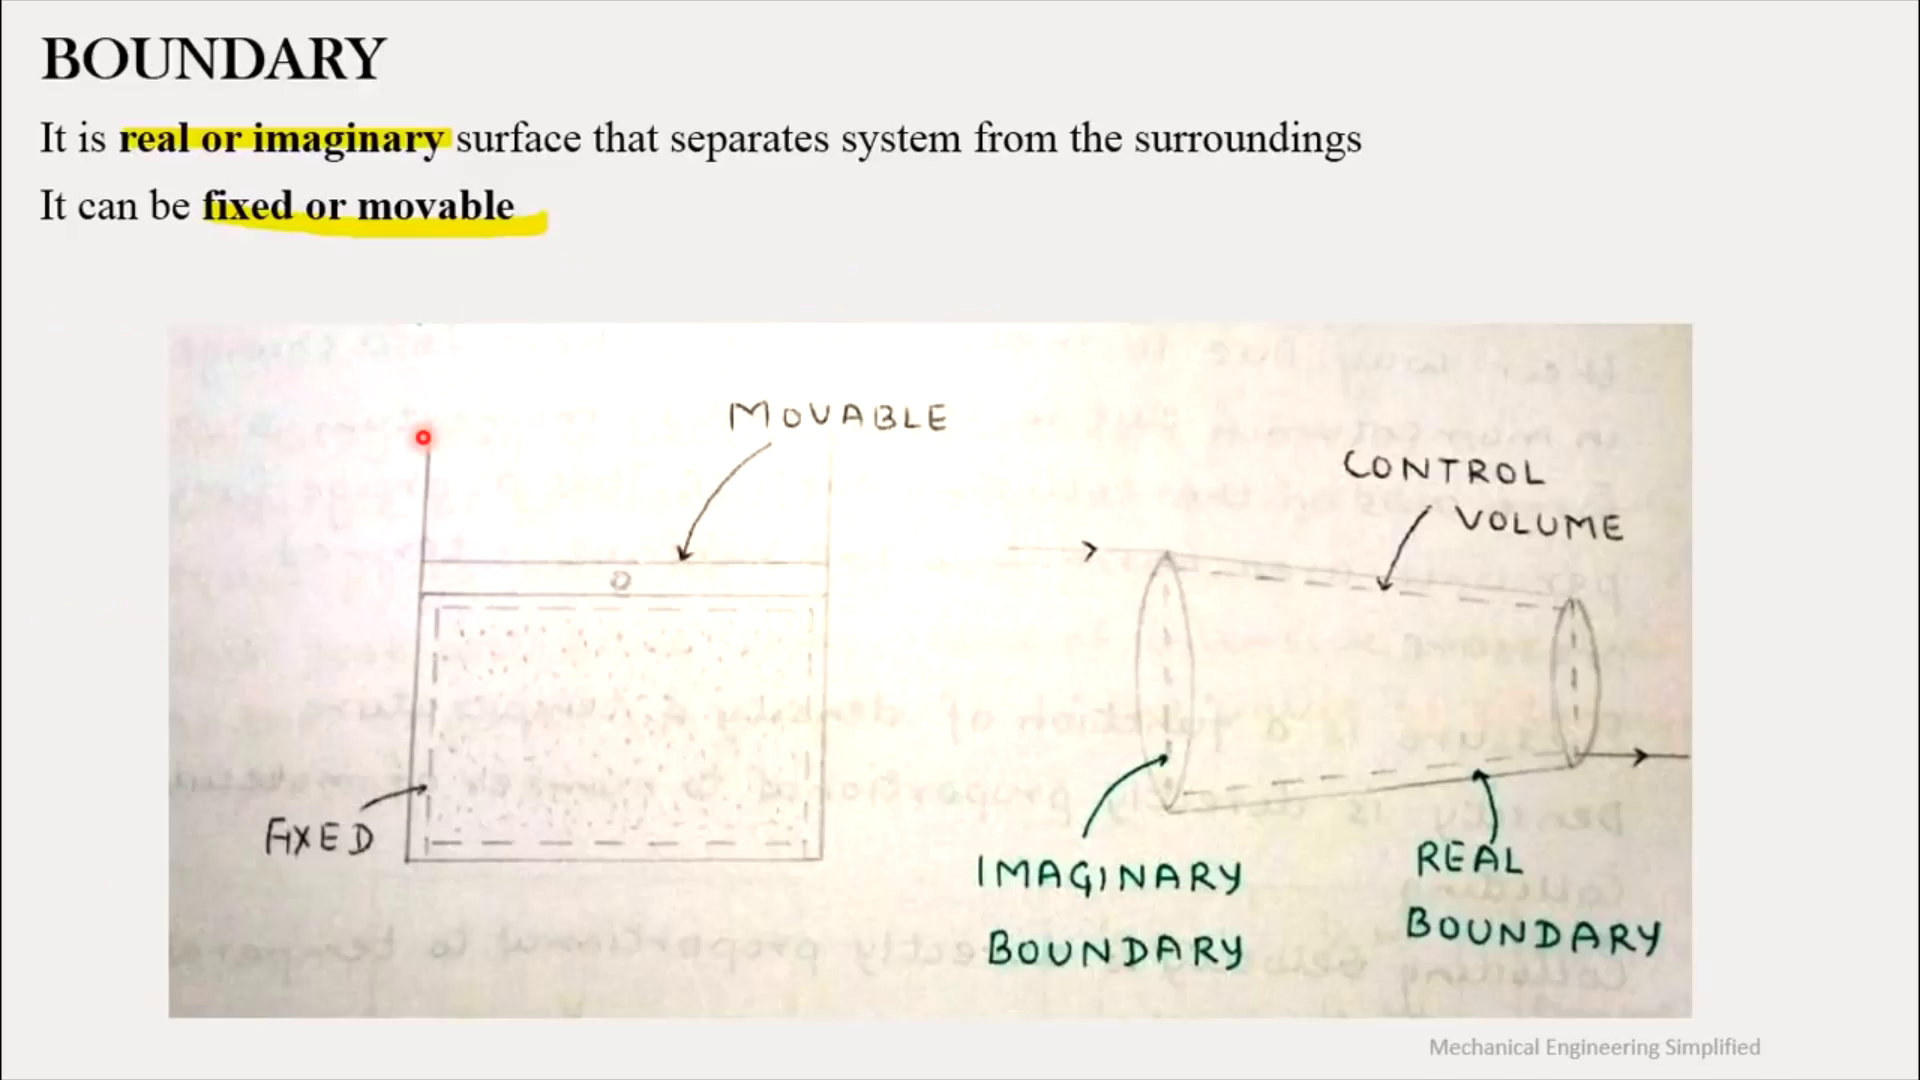 BOUNDARY
It is real or imaginary surface that separates system from the surroundings
It can be fixed or movable
MOVABLE
CONTROL
VOLUME
FIXED
IMAGINARY
BOUNDARY
REAL
BOUNDARY
Mechanical Engineering Simplified